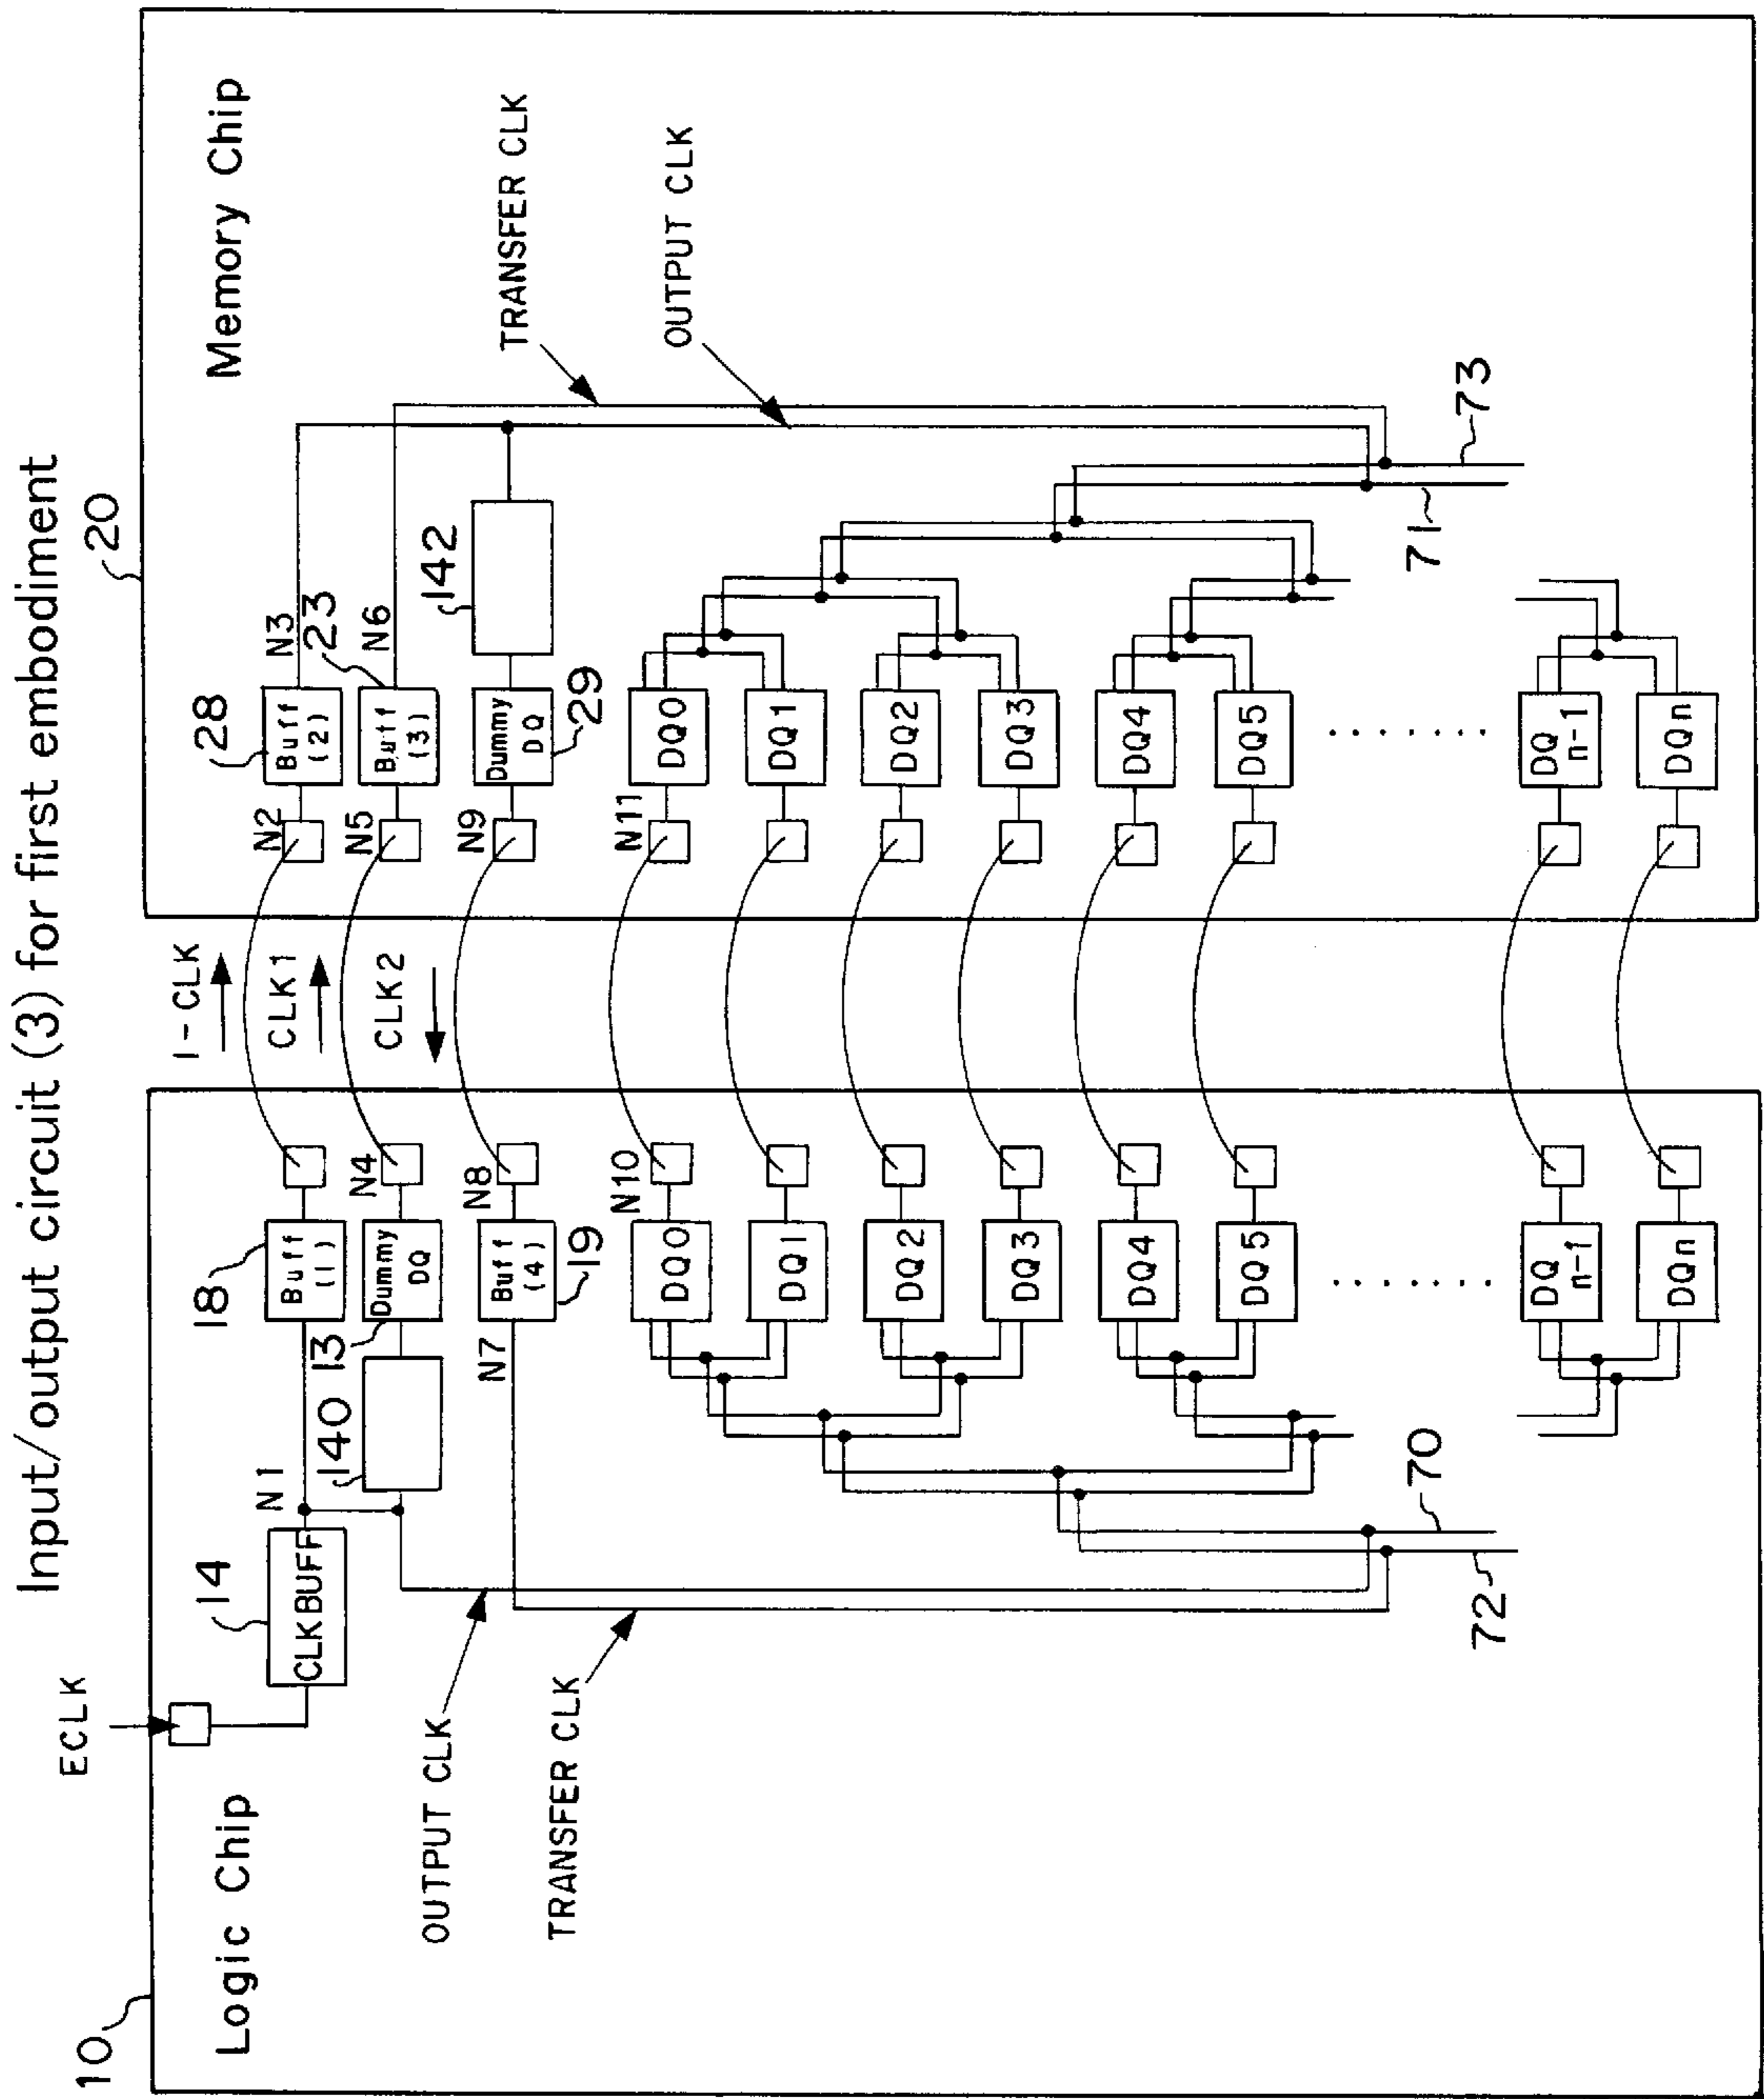 Input/output circuit (3) for first embodiment
10
Logic Chip
ECLK
14
CLKBUFF
N1
140
18
Buff
(1)
13
Dummy
DQ
N4
N7
Buff
(4)
19
N8
OUTPUT CLK
TRANSFER CLK
N10
DQ0
DQ1
DQ2
DQ3
DQ4
DQ5
.......
DQ
n-1
DQn
70
72
I-CLK
CLK1
CLK2
20
Memory Chip
N2
28
Buff
(2)
N3
N5
23
Buff
(3)
N6
N9
Dummy
DQ
29
142
TRANSFER CLK
OUTPUT CLK
N11
DQ0
DQ1
DQ2
DQ3
DQ4
DQ5
.......
DQ
n-1
DQn
71
73